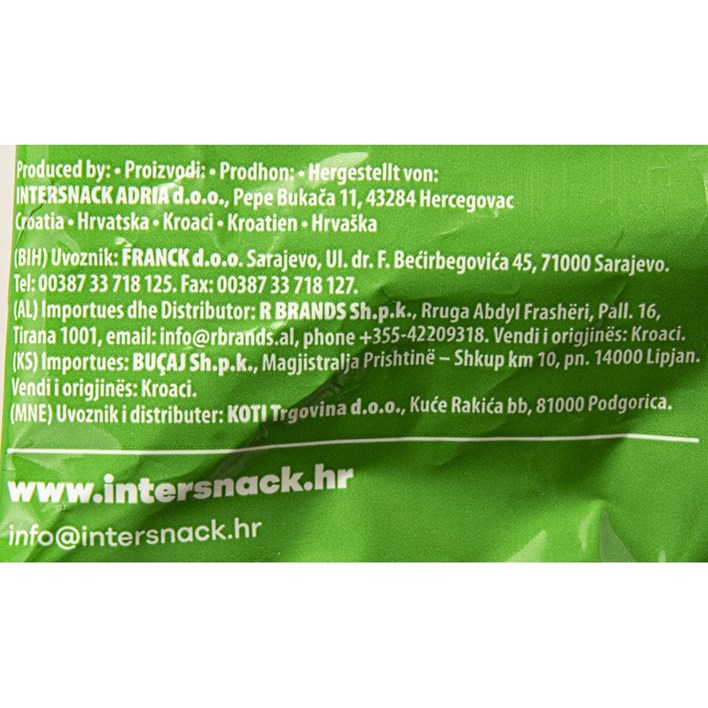 Produced by: • Proizvodi: • Prodhon: • Hergestellt von:
INTERSNACK ADRIA d.o.o., Pepe Bukača 11, 43284 Hercegovac
Croatia • Hrvatska • Kroaci • Kroatien • Hrvaška
(BIH) Uvoznik: FRANCK d.o.o. Sarajevo, Ul. dr. F. Bećirbegovića 45, 71000 Sarajevo.
Tel: 00387 33 718 125. Fax: 00387 33 718 127.
(AL) Importues dhe Distributor: R BRANDS Sh.p.k., Rruga Abdyl Frashëri, Pall. 16,
Tirana 1001, email: info@rbrands.al, phone +355-42209318. Vendi i origjinës: Kroaci.
(KS) Importues: BUÇAJ Sh.p.k., Magjistralja Prishtinë – Shkup km 10, pn. 14000 Lipjan.
Vendi i origjinës: Kroaci.
(MNE) Uvoznik i distributer: KOTI Trgovina d.o.o., Kuće Rakića bb, 81000 Podgorica.
www.intersnack.hr
info@intersnack.hr